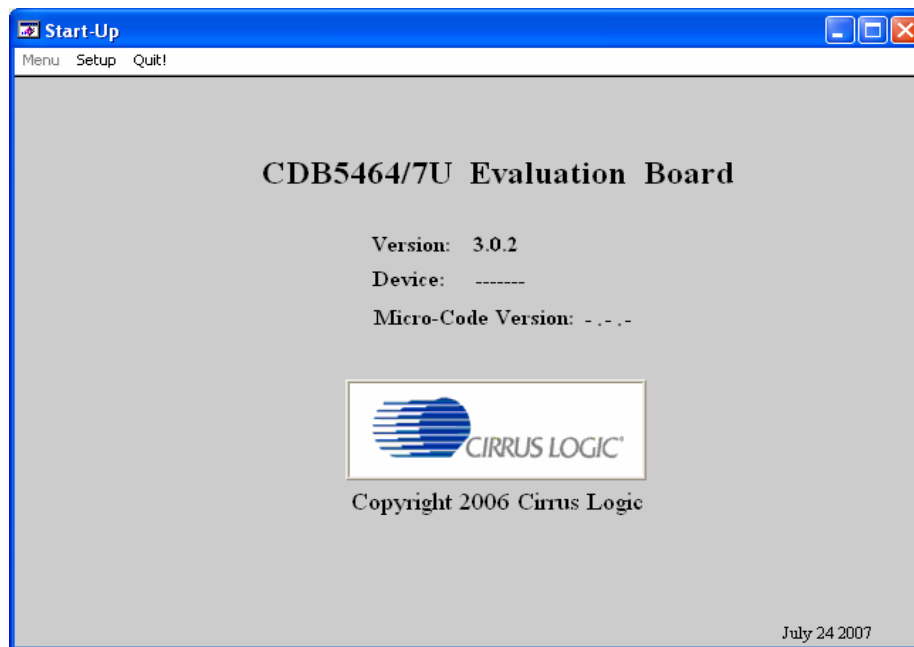 Start-Up
Menu Setup Quit!
CDB5464/7U Evaluation Board
Version: 3.0.2
Device: -------
Micro-Code Version: -.-.-
CIRRUS LOGIC®
Copyright 2006 Cirrus Logic
July 24 2007